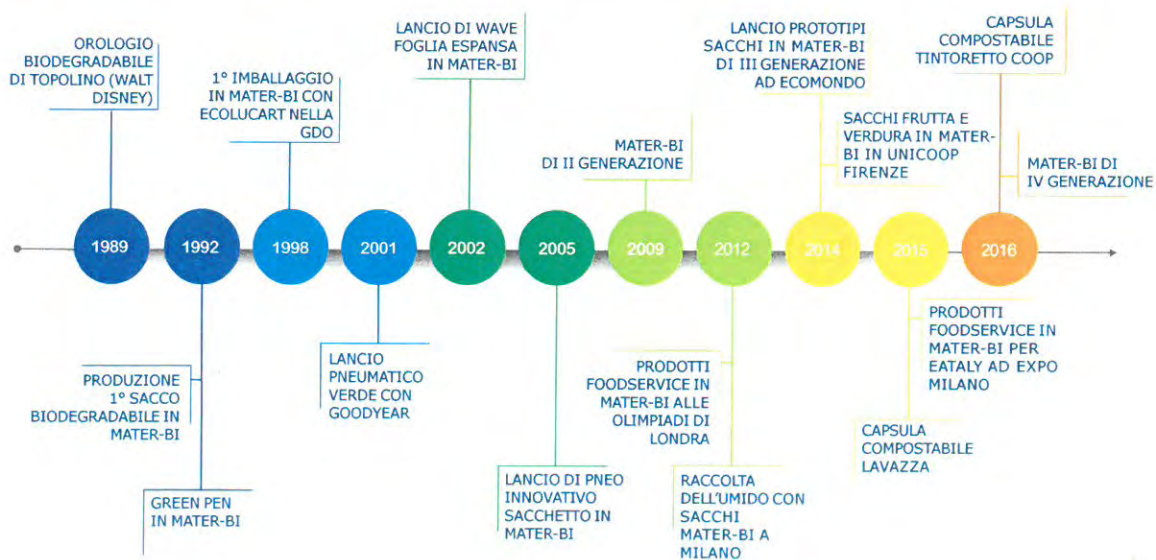 OROLOGIO
BIODEGRADABILE
DI TOPOLINO (WALT
DISNEY)
1° IMBALLAGGIO
IN MATER-BI CON
ECOLUCART NELLA
GDO
LANCIO DI WAVE
FOGLIA ESPANSA
IN MATER-BI
MATER-BI
DI II GENERAZIONE
LANCIO PROTOTIPI
SACCHI IN MATER-BI
DI III GENERAZIONE
AD ECOMONDO
SACCHI FRUTTA E
VERDURA IN MATER-
BI IN UNICOOP
FIRENZE
CAPSULA
COMPOSTABILE
TINTORETTO COOP
MATER-BI DI
IV GENERAZIONE
1989
1992
1998
2001
2002
2005
2009
2012
2014
2015
2016
PRODUZIONE
1° SACCO
BIODEGRADABILE IN
MATER-BI
GREEN PEN
IN MATER-BI
LANCIO
PNEUMATICO
VERDE CON
GOODYEAR
LANCIO DI PNEO
INNOVATIVO
SACCHETTO IN
MATER-BI
PRODOTTI
FOODSERVICE IN
MATER-BI ALLE
OLIMPIADI DI
LONDRA
RACCOLTA
DELL'UMIDO CON
SACCHI
MATER-BI A
MILANO
PRODOTTI
FOODSERVICE IN
MATER-BI PER
EATALY AD EXPO
MILANO
CAPSULA
COMPOSTABILE
LAVAZZA